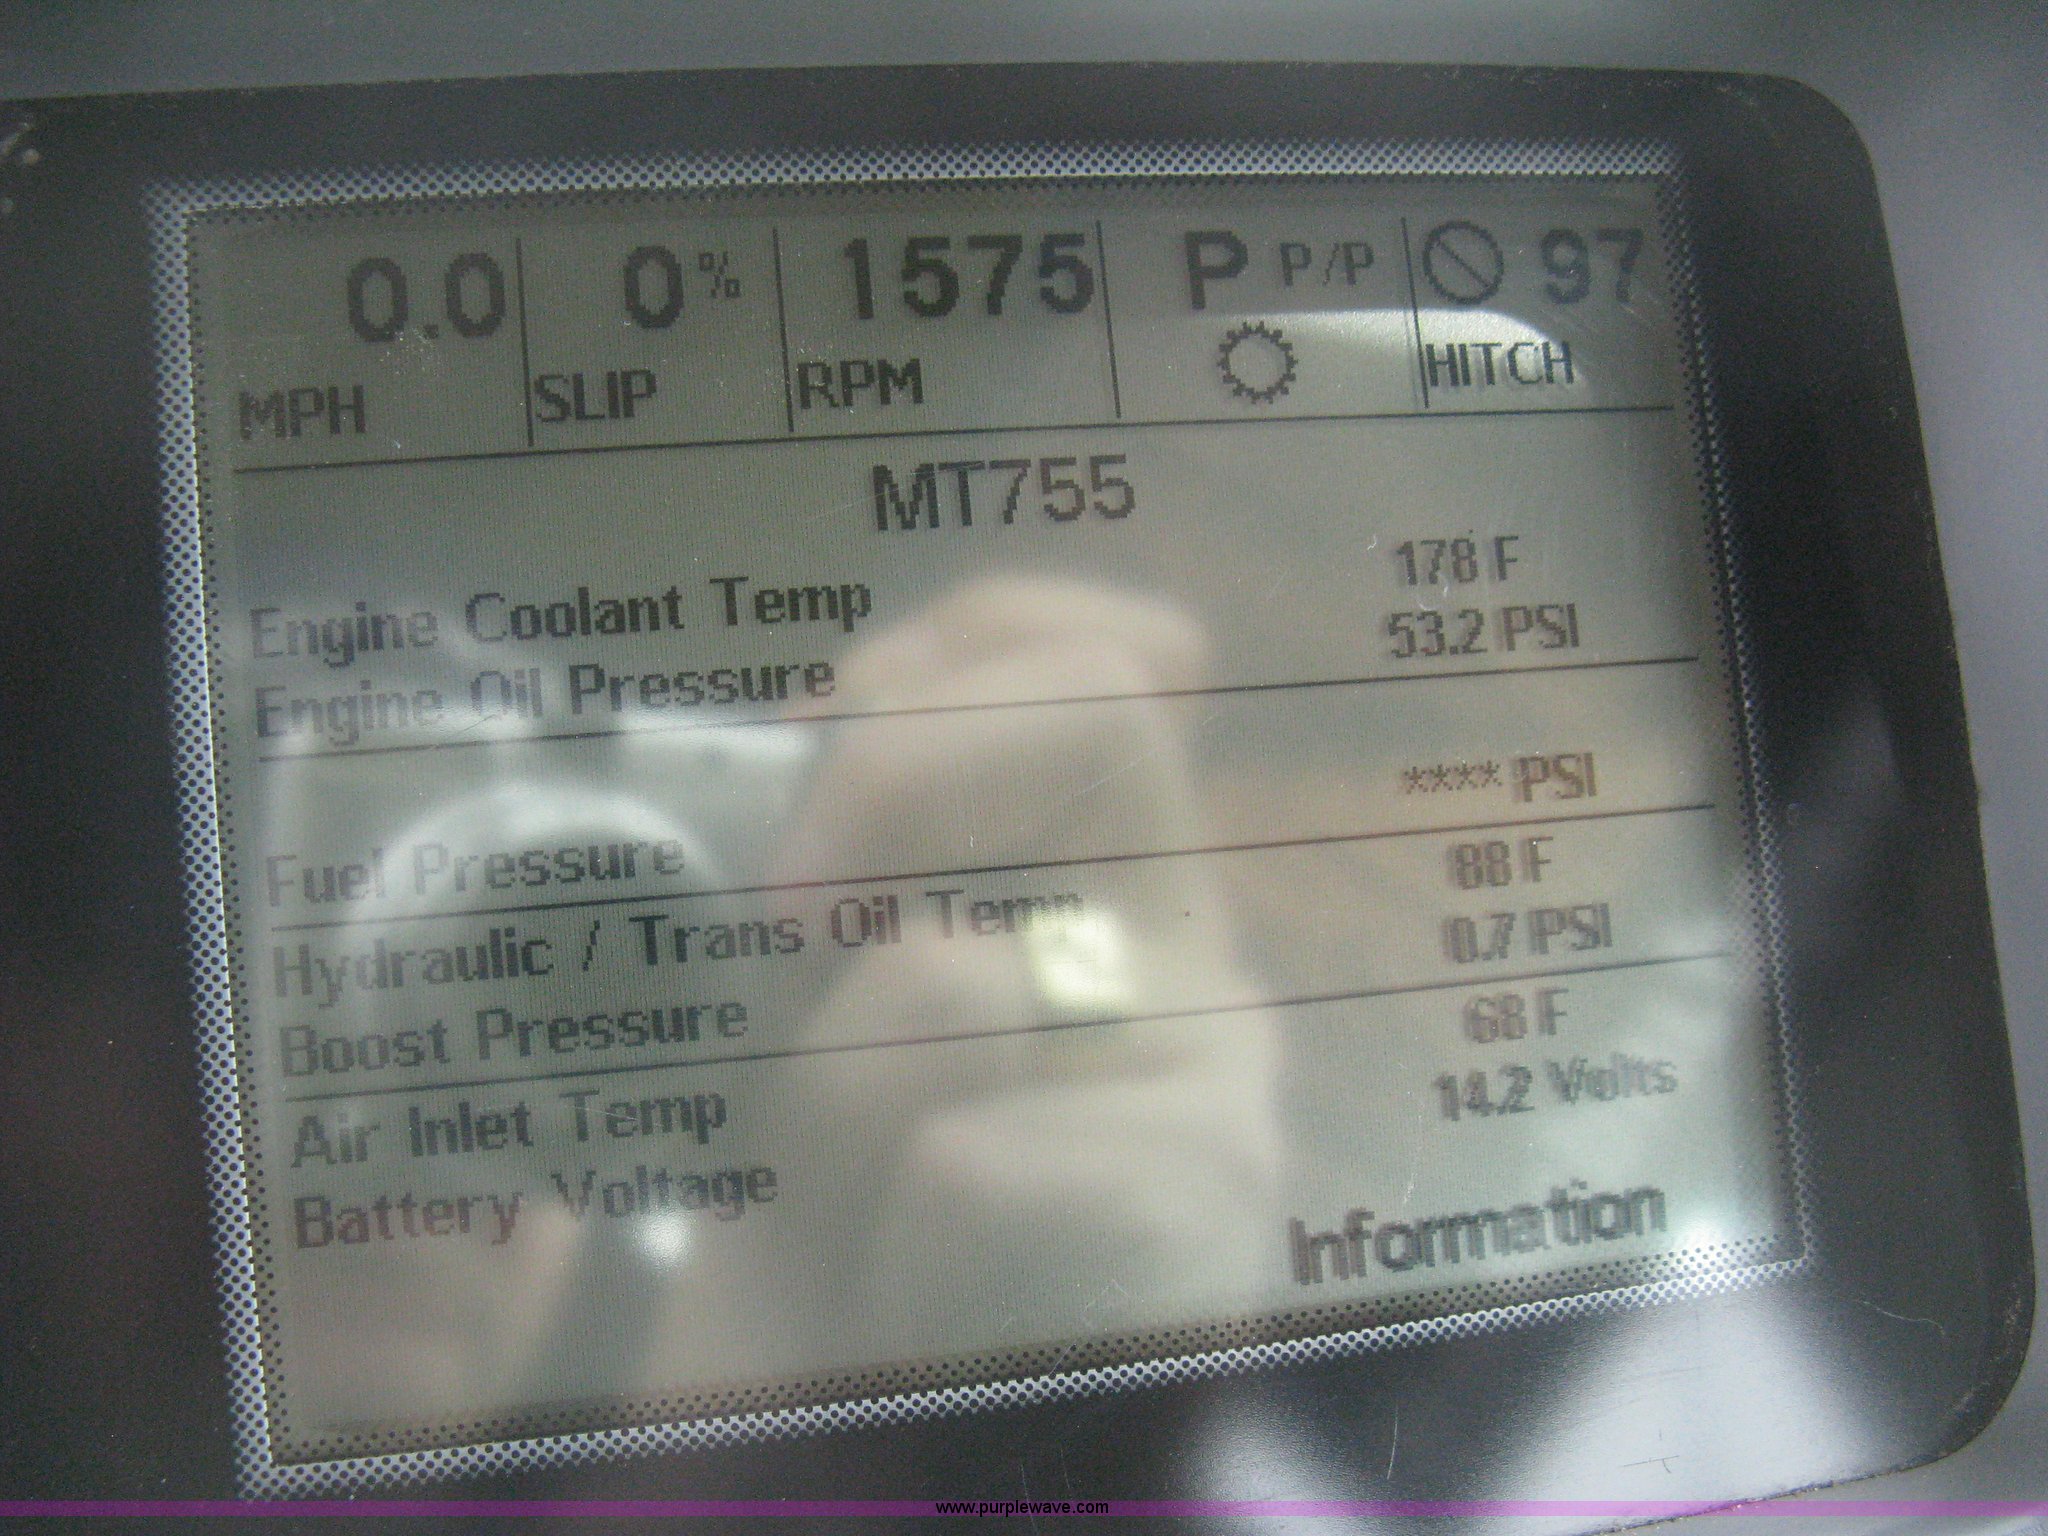 0.0 0% 1575 P P/P 97
MPH SLIP RPM HITCH
MT755
Engine Coolant Temp 178 F
Engine Oil Pressure 53.2 PSI
Fuel Pressure **** PSI
Hydraulic / Trans Oil Temp 88 F
Boost Pressure 0.7 PSI
Air Inlet Temp 68 F
Battery Voltage 14.2 Volts
Information
www.purplewave.com